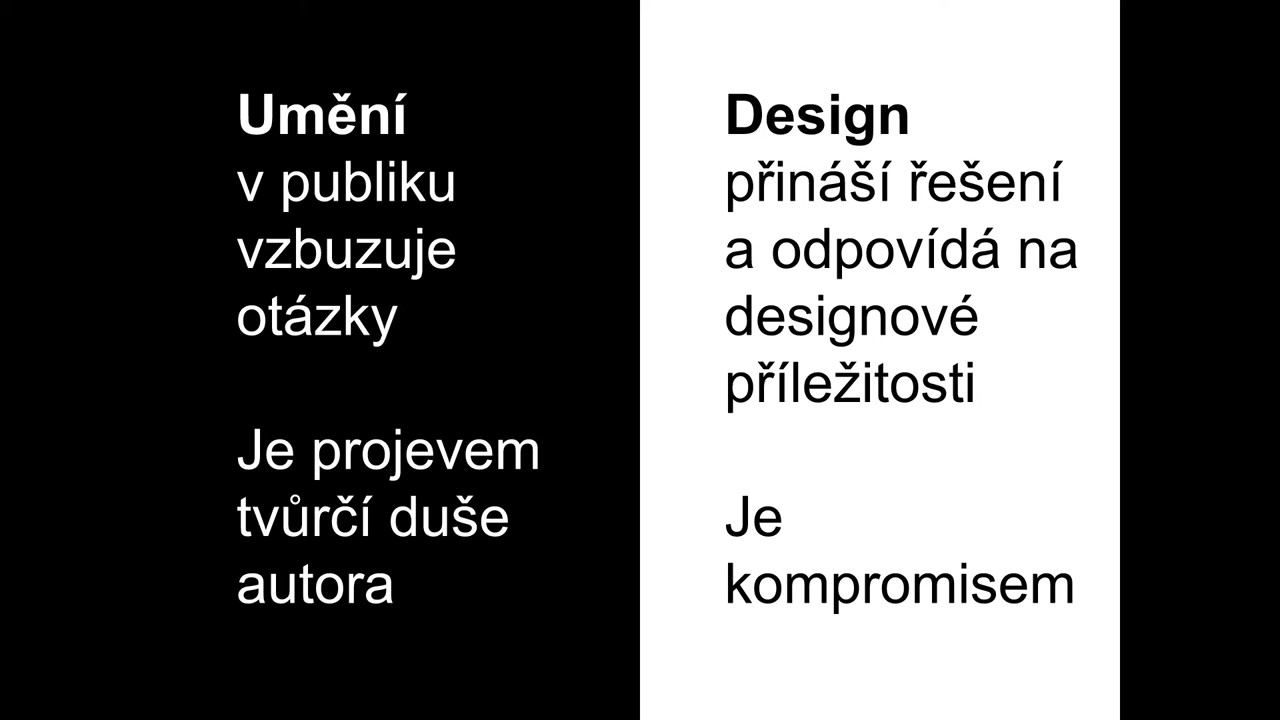 Umění
v publiku
vzbuzuje
otázky
Je projevem
tvůrčí duše
autora
Design
přináší řešení
a odpovídá na
designové
příležitosti
Je
kompromisem